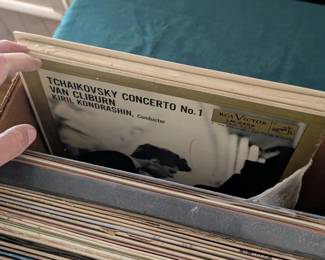 TCHAIKOVSKY CONCERTO No. 1
VAN CLIBURN
KIRIL KONDRASHIN, Conductor
RCA VICTOR